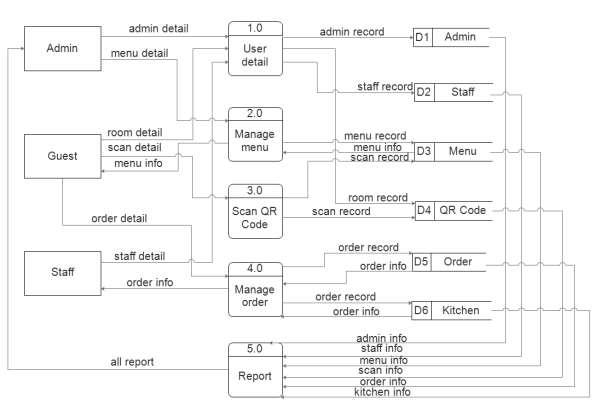 admin detail
1.0
admin record
D1 Admin
Admin
menu detail
User
detail
staff record
D2 Staff
2.0
Manage
menu
room detail
scan detail
menu info
Guest
menu record
menu info
scan record
D3 Menu
3.0
Scan QR
Code
room record
scan record
D4 QR Code
order detail
staff detail
Staff
order info
4.0
Manage
order
order record
order info
D5 Order
order record
order info
D6 Kitchen
5.0
Report
all report
admin info
staff info
menu info
scan info
order info
kitchen info